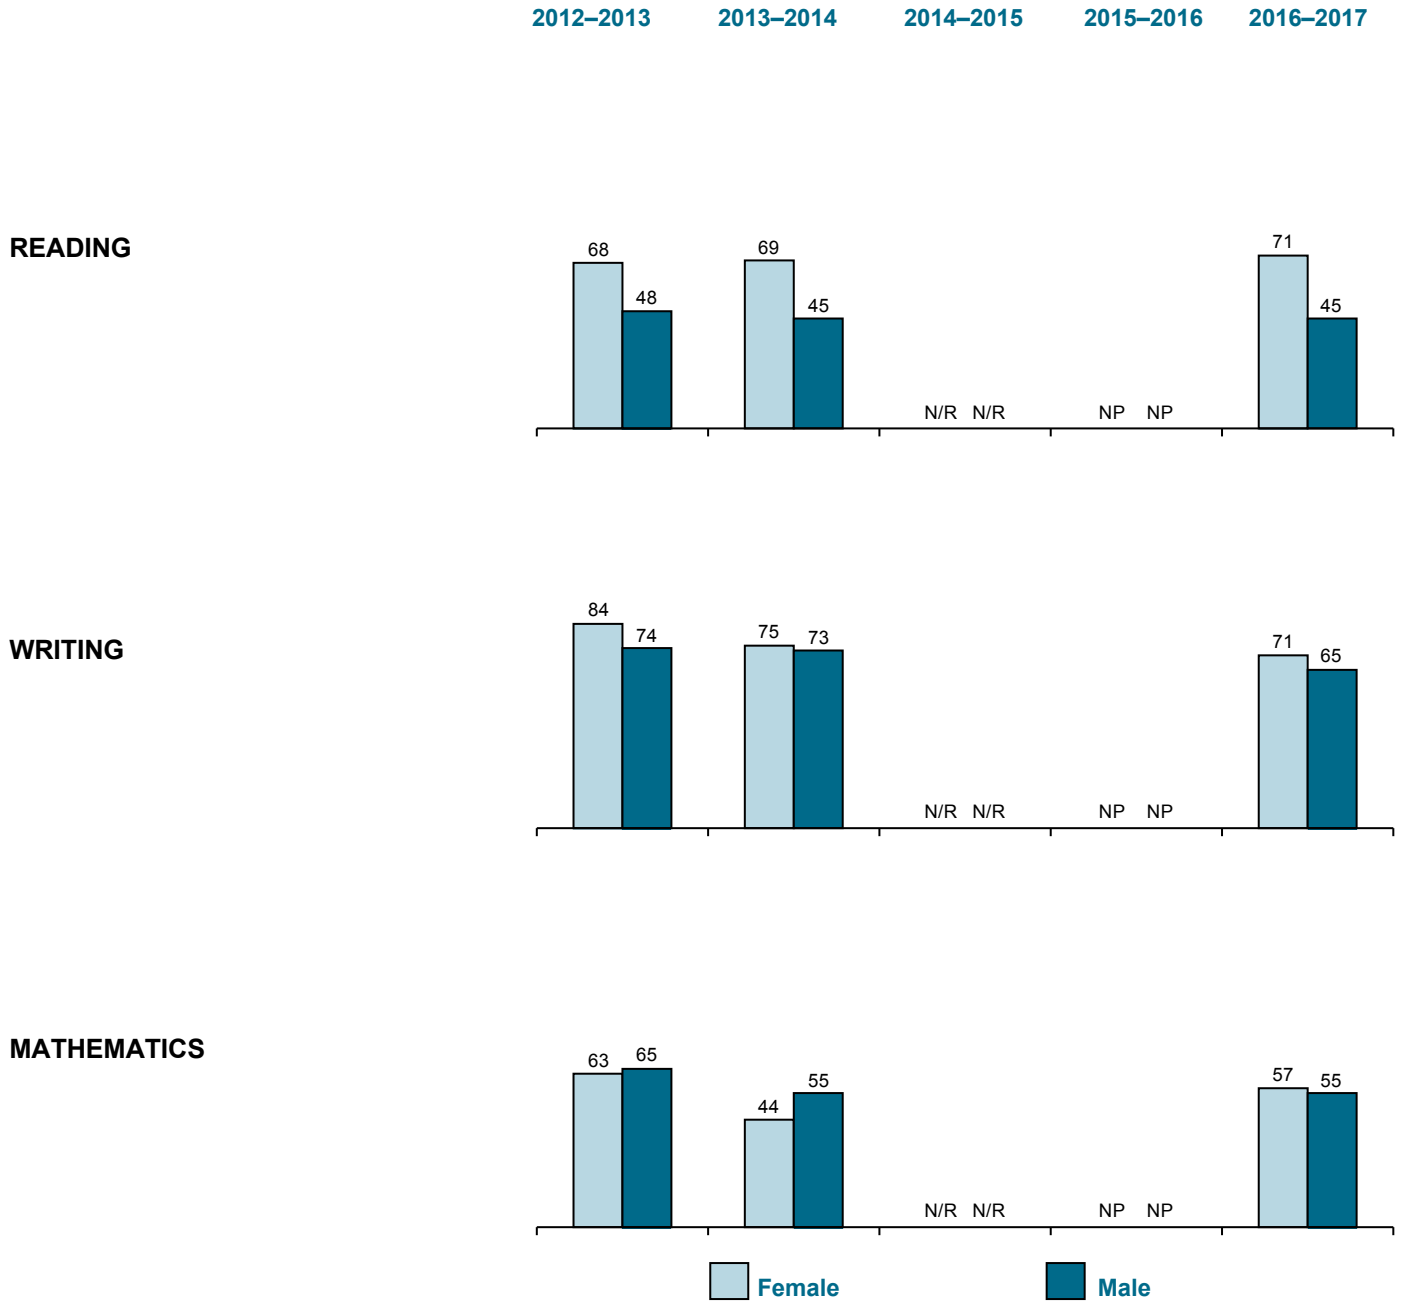 2012–2013 2013–2014 2014–2015 2015–2016 2016–2017
READING
68 48 69 45 N/R N/R NP NP 71 45
WRITING
84 74 75 73 N/R N/R NP NP 71 65
MATHEMATICS
63 65 44 55 N/R N/R NP NP 57 55
Female Male